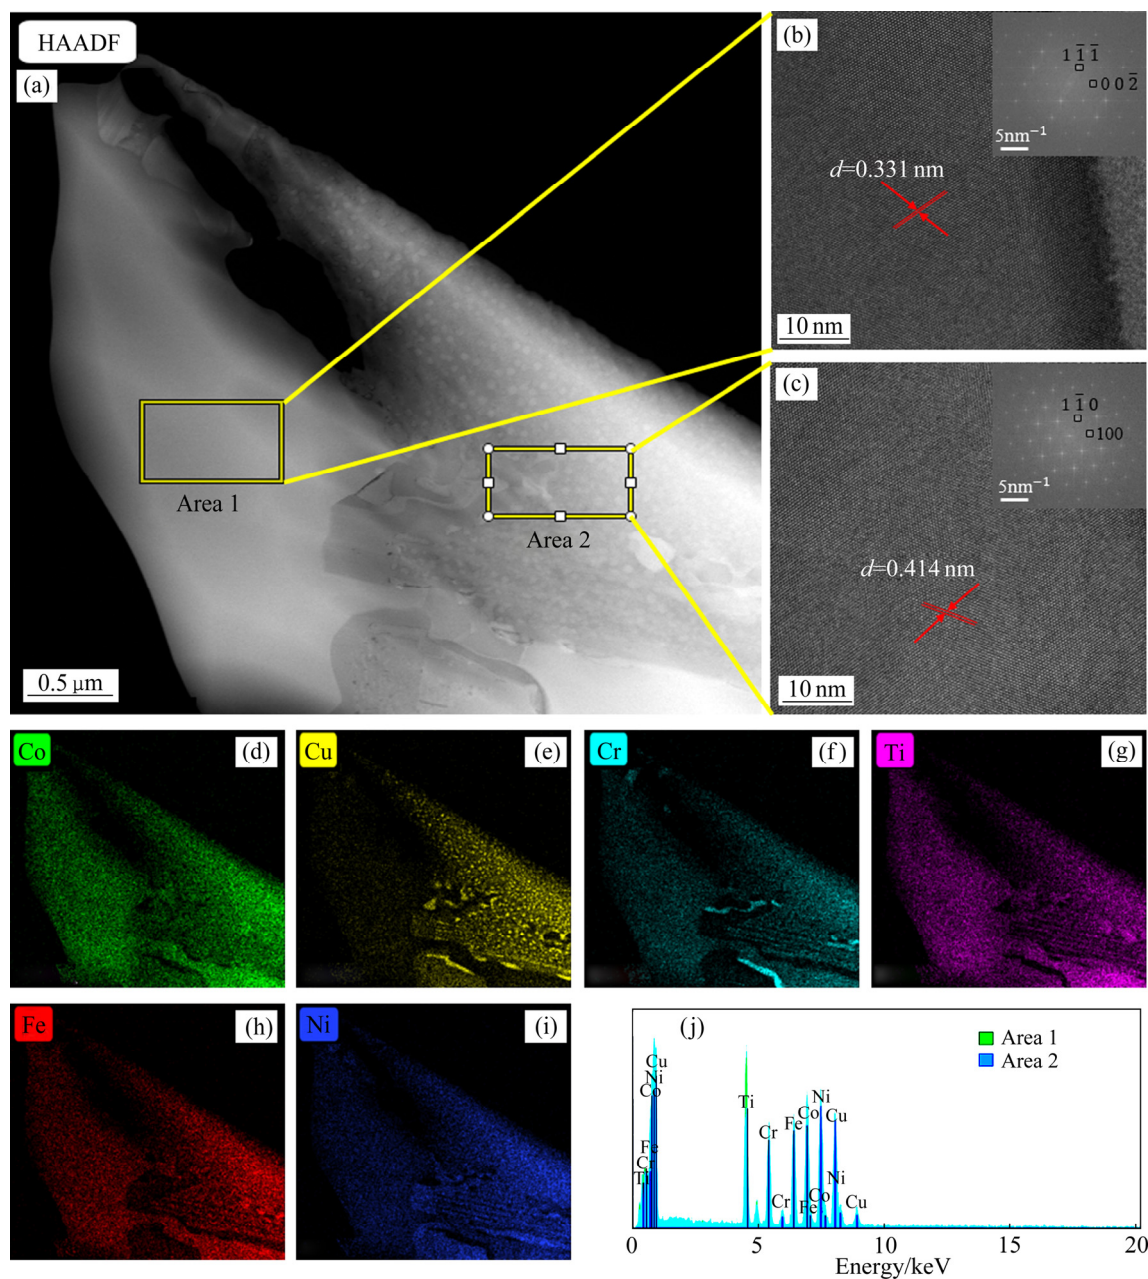 HAADF
(a)
Area 1
Area 2
0.5 μm
(b)
1 1̄ 1̄
0 0 2̄
5nm⁻¹
d=0.331 nm
10 nm
(c)
1 1̄ 0
100
5nm⁻¹
d=0.414 nm
10 nm
Co (d)
Cu (e)
Cr (f)
Ti (g)
Fe (h)
Ni (i)
(j)
Area 1
Area 2
Cu
Ni
Co
Fe
Cr
Ti
Ti
Cr
Cr
Fe
Co
Ni
Cu
Fe
Co
Ni
Cu
0 5 10 15 20
Energy/keV